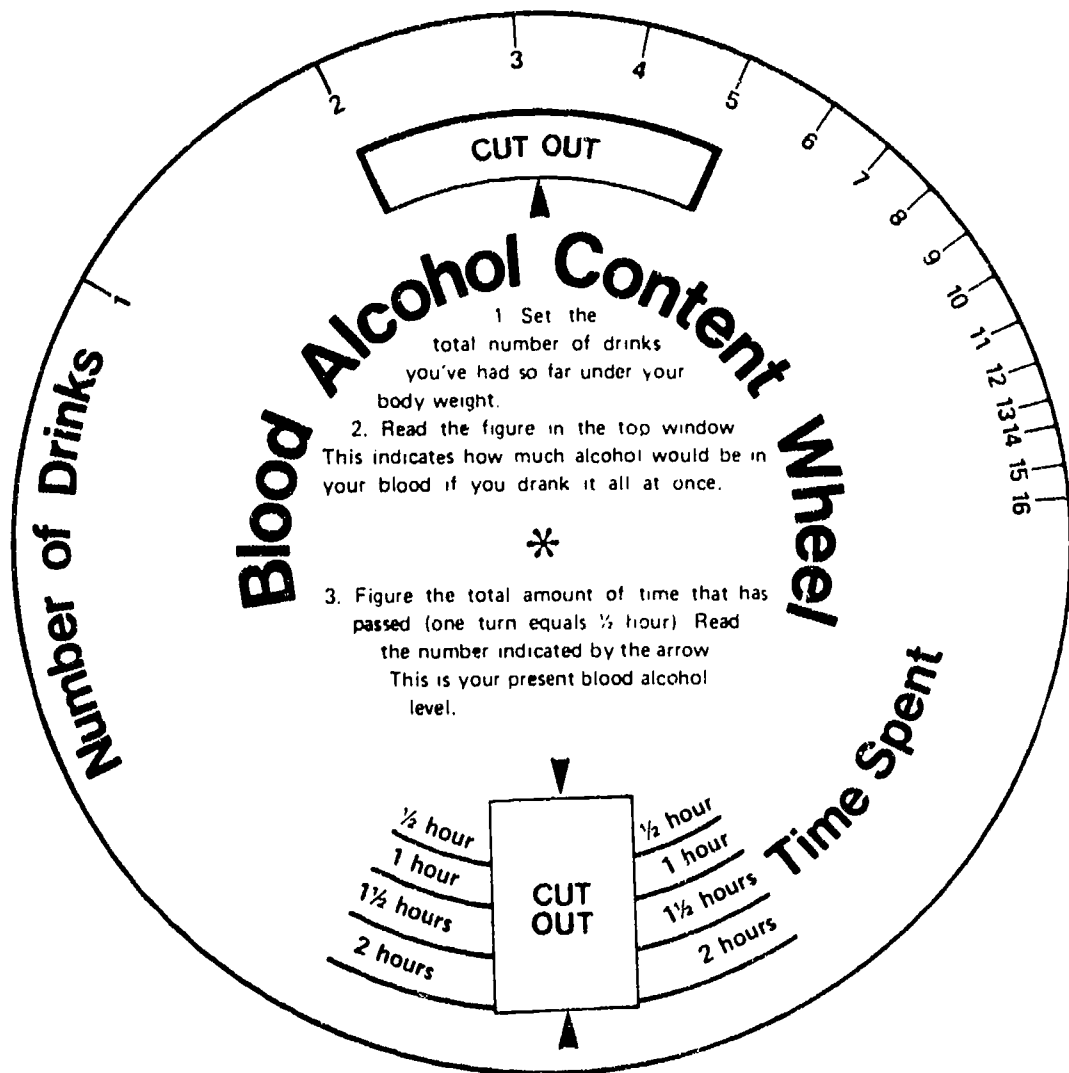 1
2
3
4
5
6
7
8
9
10
11
12
13
14
15
16
Number of Drinks
CUT OUT
Blood Alcohol Content Wheel
1 Set the
total number of drinks
you've had so far under your
body weight.
2. Read the figure in the top window
This indicates how much alcohol would be in
your blood if you drank it all at once.
*
3. Figure the total amount of time that has
passed (one turn equals ½ hour) Read
the number indicated by the arrow
This is your present blood alcohol
level.
Time Spent
½ hour
1 hour
1½ hours
2 hours
CUT
OUT
½ hour
1 hour
1½ hours
2 hours